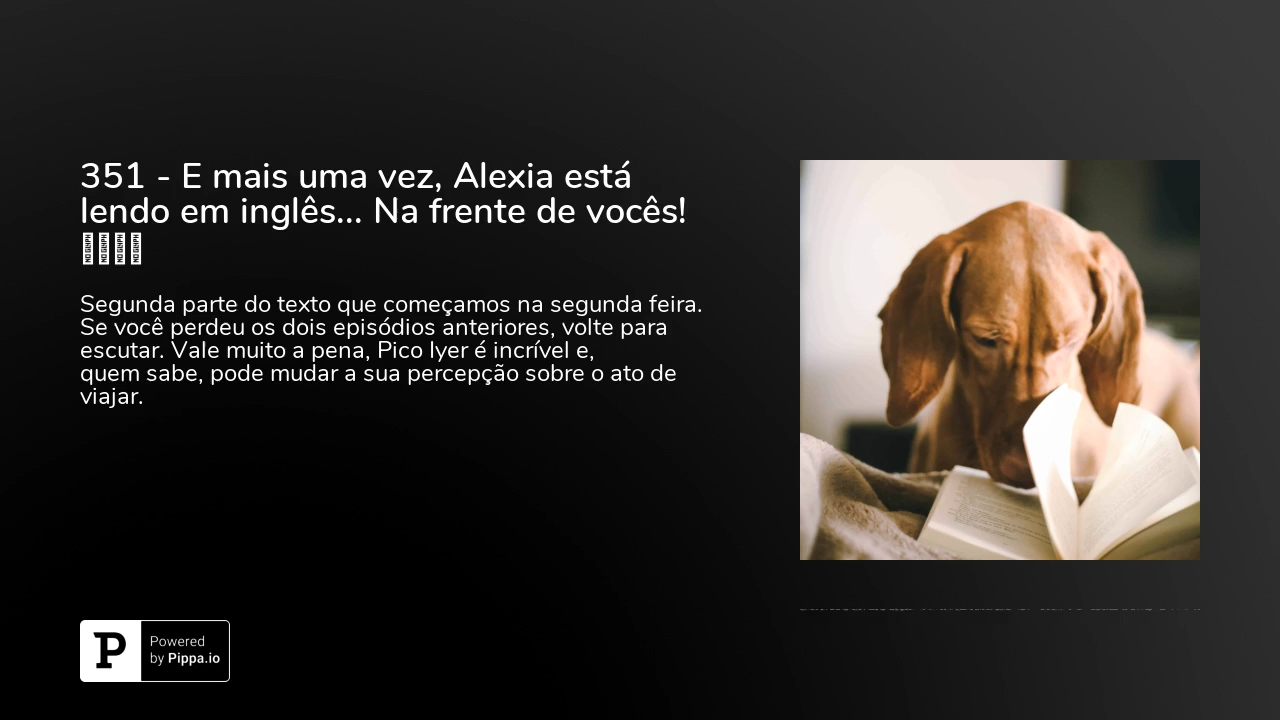 351 - E mais uma vez, Alexia está
lendo em inglês... Na frente de vocês!
Segunda parte do texto que começamos na segunda feira.
Se você perdeu os dois episódios anteriores, volte para
escutar. Vale muito a pena, Pico Iyer é incrível e,
quem sabe, pode mudar a sua percepção sobre o ato de
viajar.
P
Powered
by Pippa.io